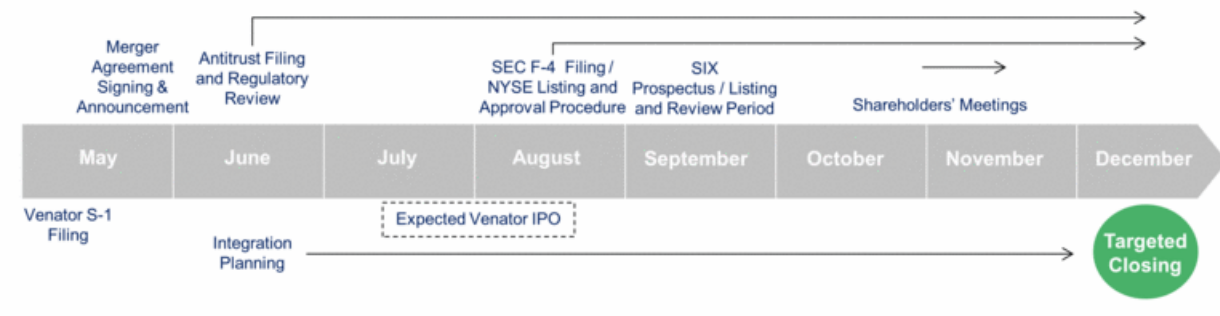 Merger
Agreement
Signing &
Announcement
Antitrust Filing
and Regulatory
Review
SEC F-4 Filing /
NYSE Listing and
Approval Procedure
SIX
Prospectus / Listing
and Review Period
Shareholders' Meetings
May
June
July
August
September
October
November
December
Venator S-1
Filing
Integration
Planning
Expected Venator IPO
Targeted
Closing